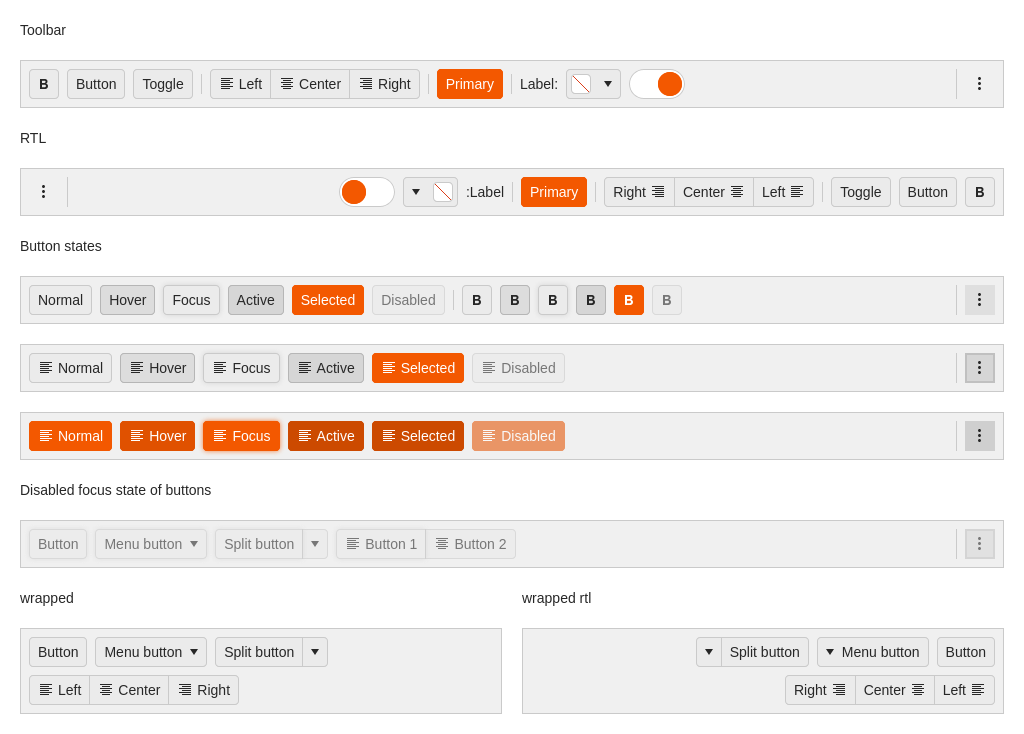 Toolbar
B Button Toggle Left Center Right Primary Label:
RTL
:Label Primary Right Center Left Toggle Button B
Button states
Normal Hover Focus Active Selected Disabled B B B B B B
Normal Hover Focus Active Selected Disabled
Normal Hover Focus Active Selected Disabled
Disabled focus state of buttons
Button Menu button Split button Button 1 Button 2
wrapped
Button Menu button Split button
Left Center Right
wrapped rtl
Split button Menu button Button
Right Center Left